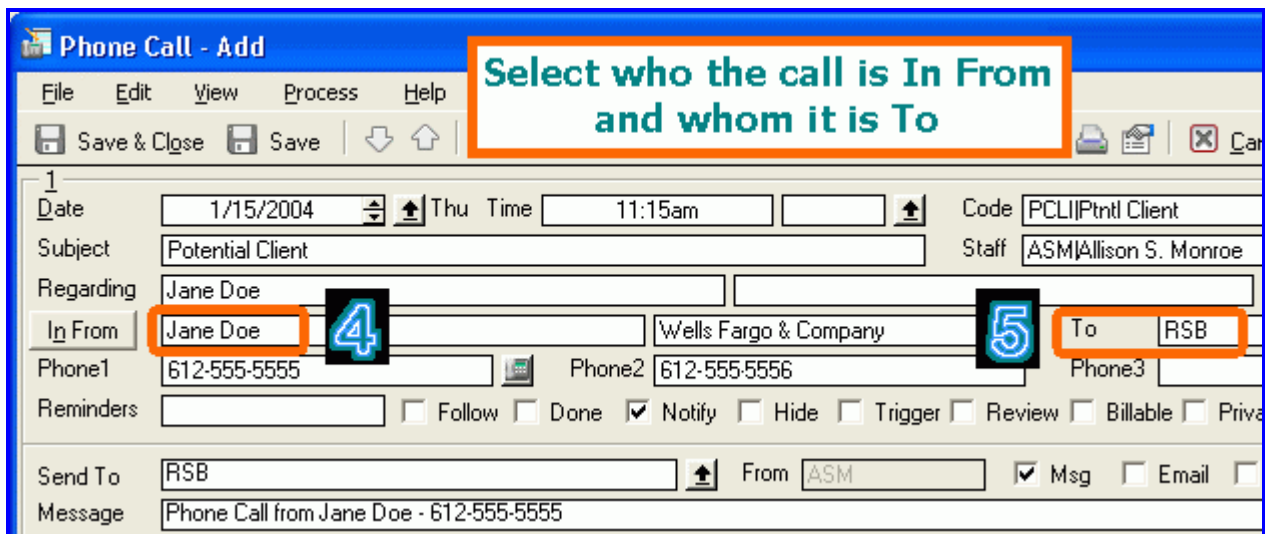 Phone Call - Add
Select who the call is In From
and whom it is To
File Edit View Process Help
Save & Close Save
1
Date 1/15/2004 Thu Time 11:15am Code PCLI|Ptntl Client
Subject Potential Client Staff ASM|Allison S. Monroe
Regarding Jane Doe
In From Jane Doe 4 Wells Fargo & Company 5 To RSB
Phone1 612-555-5555 Phone2 612-555-5556 Phone3
Reminders Follow Done Notify Hide Trigger Review Billable Priva
Send To RSB From ASM Msg Email
Message Phone Call from Jane Doe - 612-555-5555